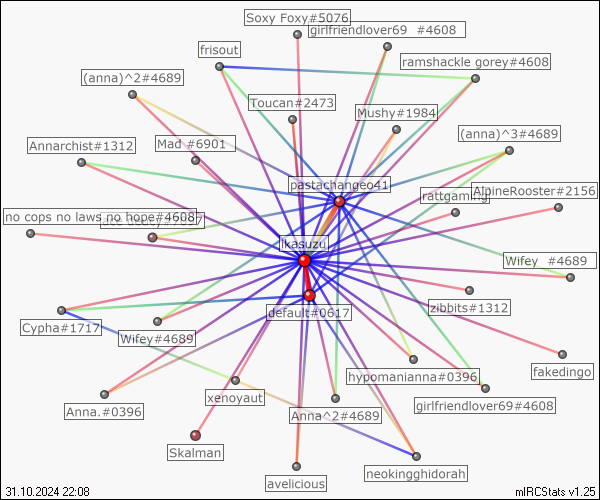 Soxy Foxy#5076
girlfriendlover69 #4608
frisout
ramshackle gorey#4608
(anna)^2#4689
Toucan#2473
Mushy#1984
(anna)^3#4689
Annarchist#1312
Mad #6901
pastachangeo41
rattgaming
AlpineRooster#2156
no cops no laws no hope#4608
ikasuzu
Wifey #4689
default#0617
zibbits#1312
Cypha#1717
Wifey#4689
fakedingo
hypomanianna#0396
xenoyaut
Anna.#0396
Anna^2#4689
girlfriendlover69#4608
Skalman
neokingghidorah
avelicious
31.10.2024 22:08
mIRCStats v1.25